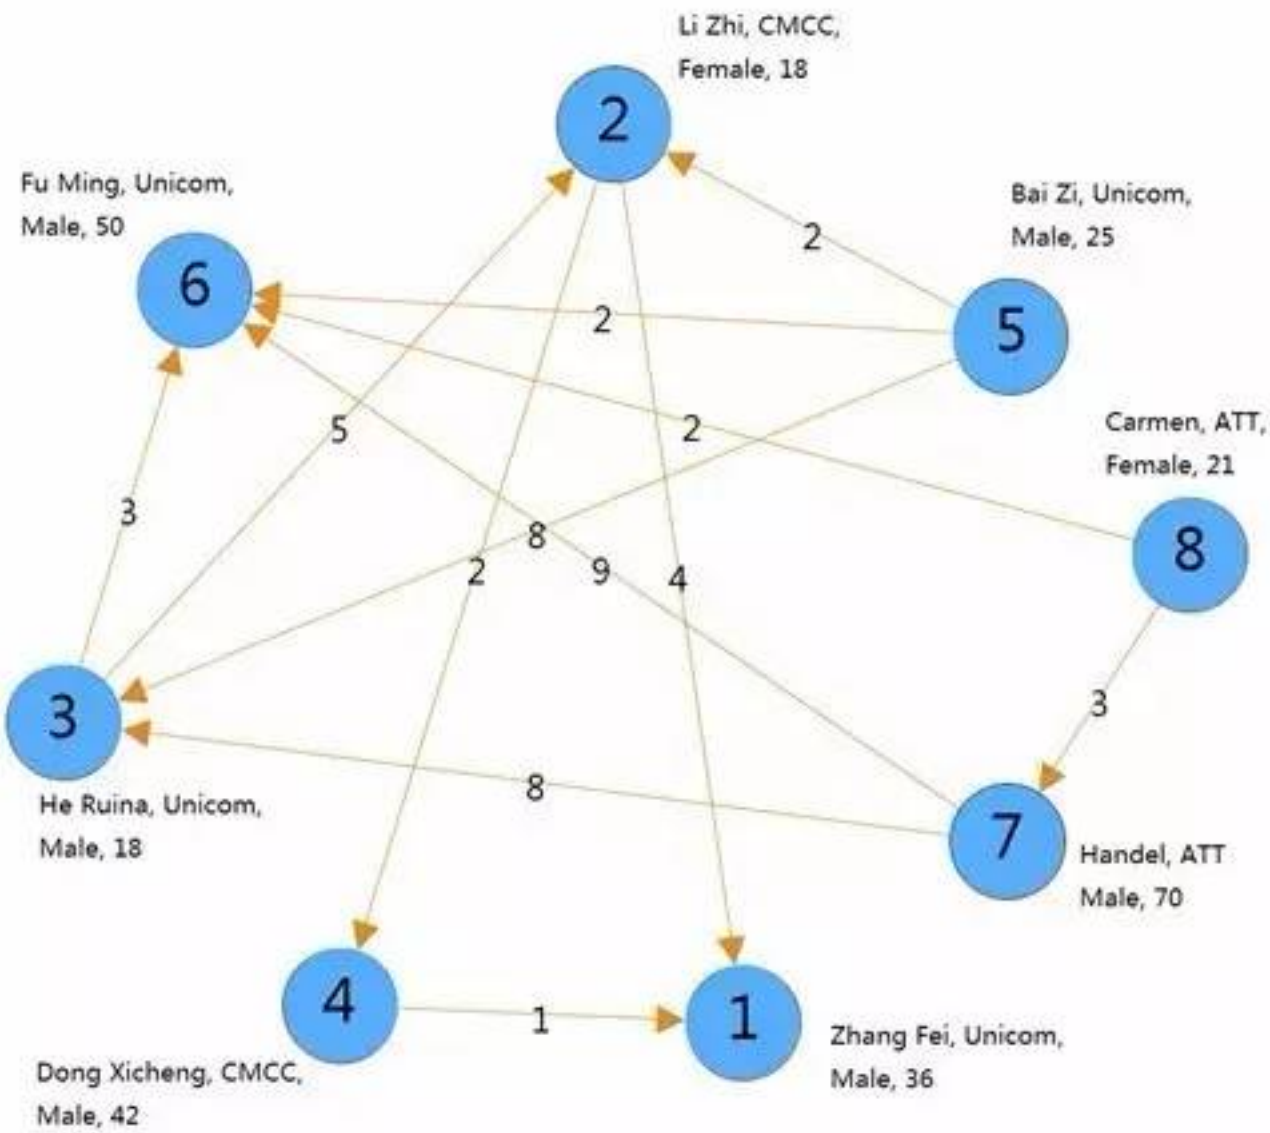 Li Zhi, CMCC,
Female, 18
2
Fu Ming, Unicom,
Male, 50
Bai Zi, Unicom,
Male, 25
2
6
2
5
5
2
Carmen, ATT,
Female, 21
3
8
8
2
9
4
3
3
8
7
He Ruina, Unicom,
Male, 18
Handel, ATT
Male, 70
4
1
1
Zhang Fei, Unicom,
Male, 36
Dong Xicheng, CMCC,
Male, 42